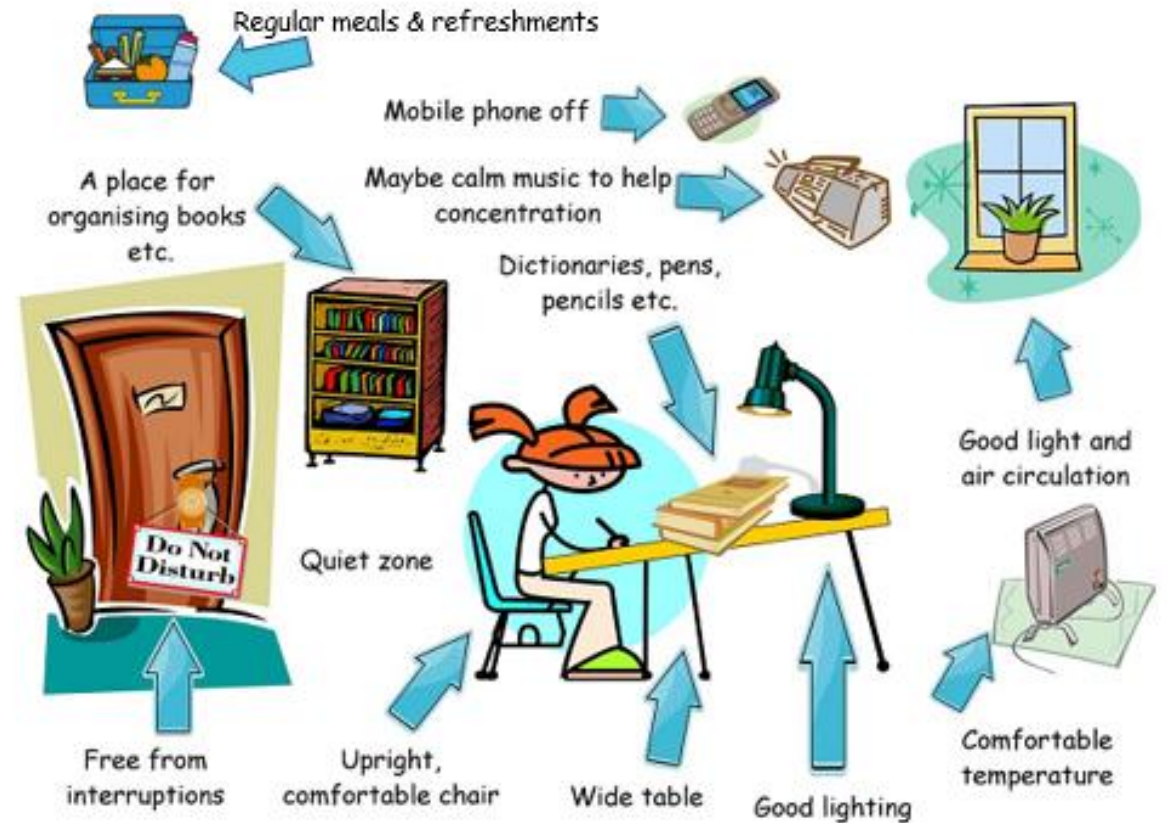 Regular meals & refreshments
Mobile phone off
A place for
organising books
etc.
Maybe calm music to help
concentration
Dictionaries, pens,
pencils etc.
Good light and
air circulation
Do Not
Disturb
Quiet zone
Free from
interruptions
Upright,
comfortable chair
Wide table
Good lighting
Comfortable
temperature